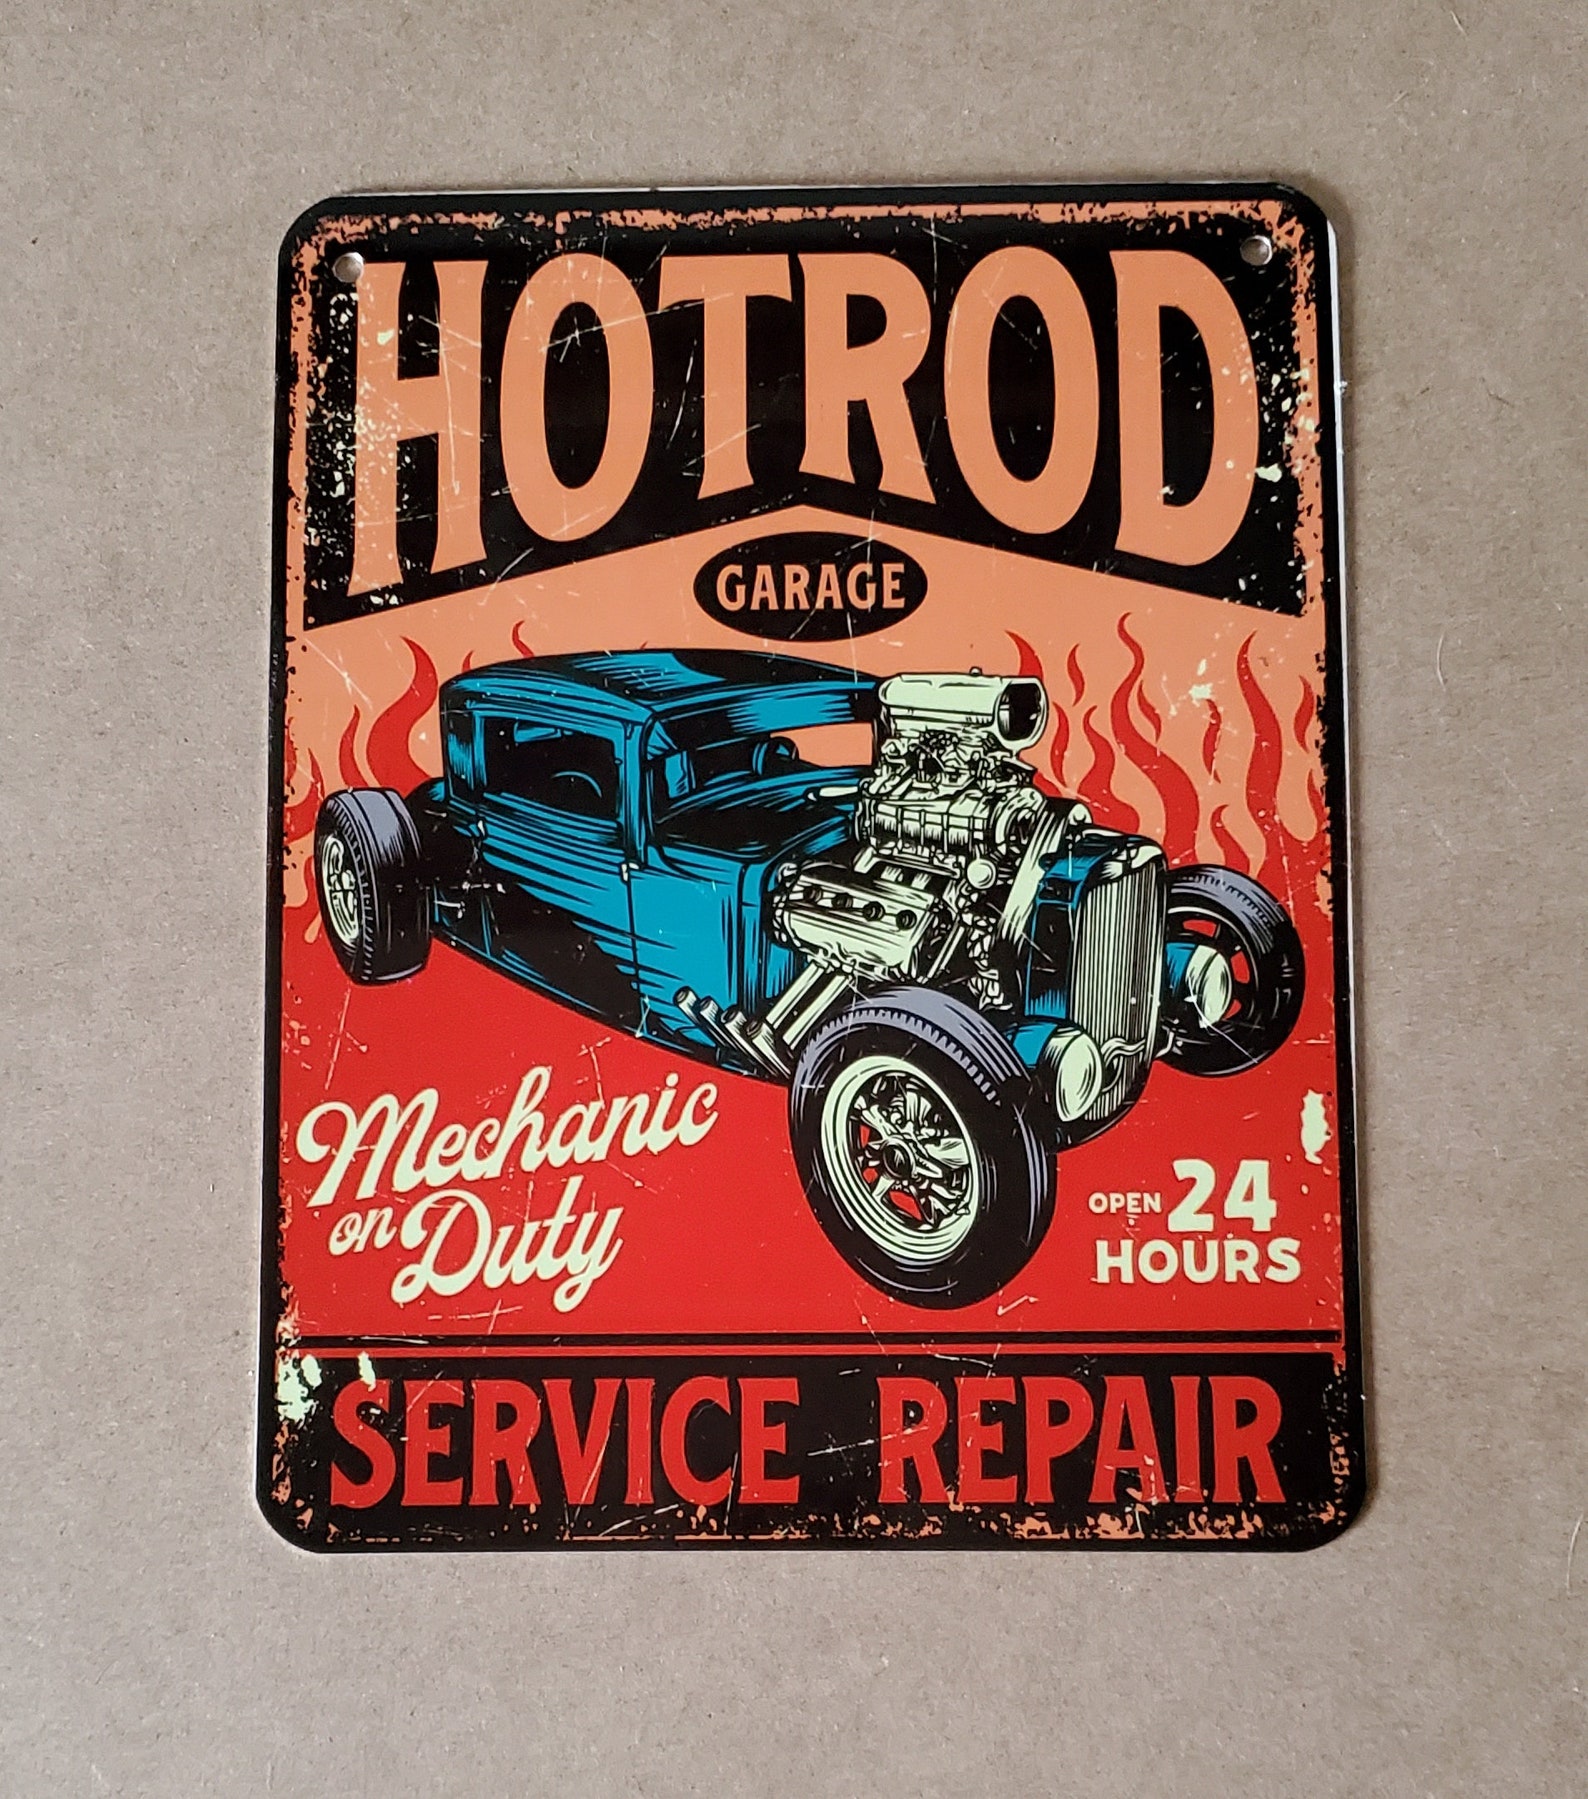 HOTROD
GARAGE
Mechanic
on Duty
OPEN 24
HOURS
SERVICE REPAIR